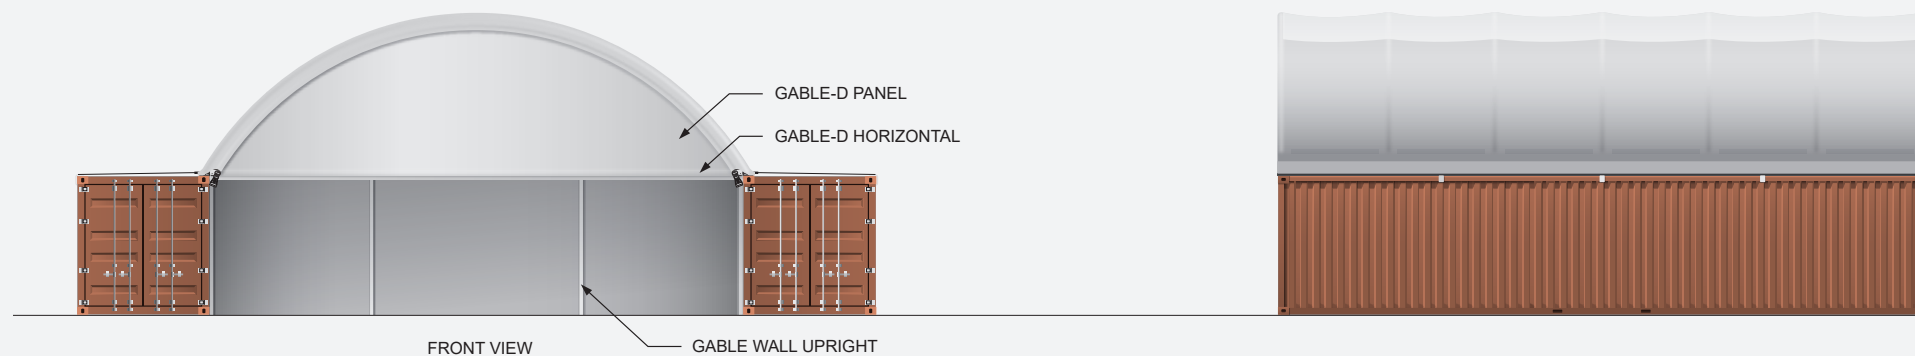 GABLE-D PANEL
GABLE-D HORIZONTAL
FRONT VIEW
GABLE WALL UPRIGHT